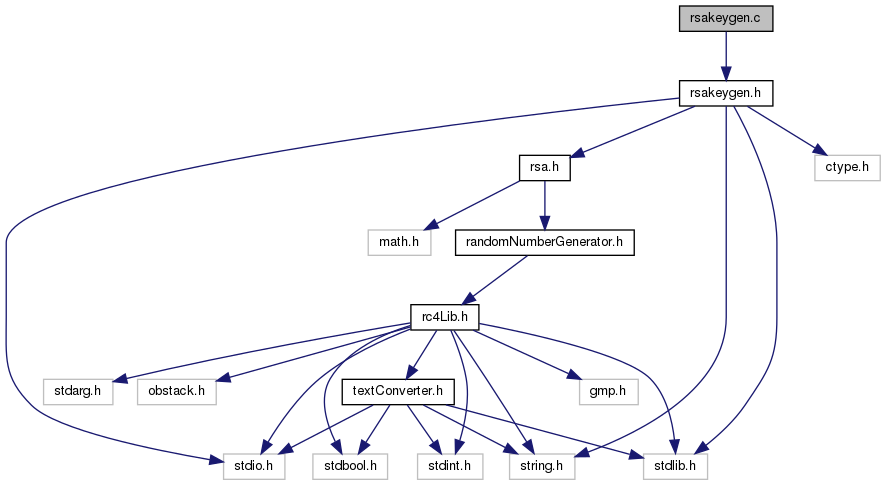 rsakeygen.c
rsakeygen.h
rsa.h
ctype.h
math.h
randomNumberGenerator.h
rc4Lib.h
stdarg.h
obstack.h
textConverter.h
gmp.h
stdio.h
stdbool.h
stdint.h
string.h
stdlib.h